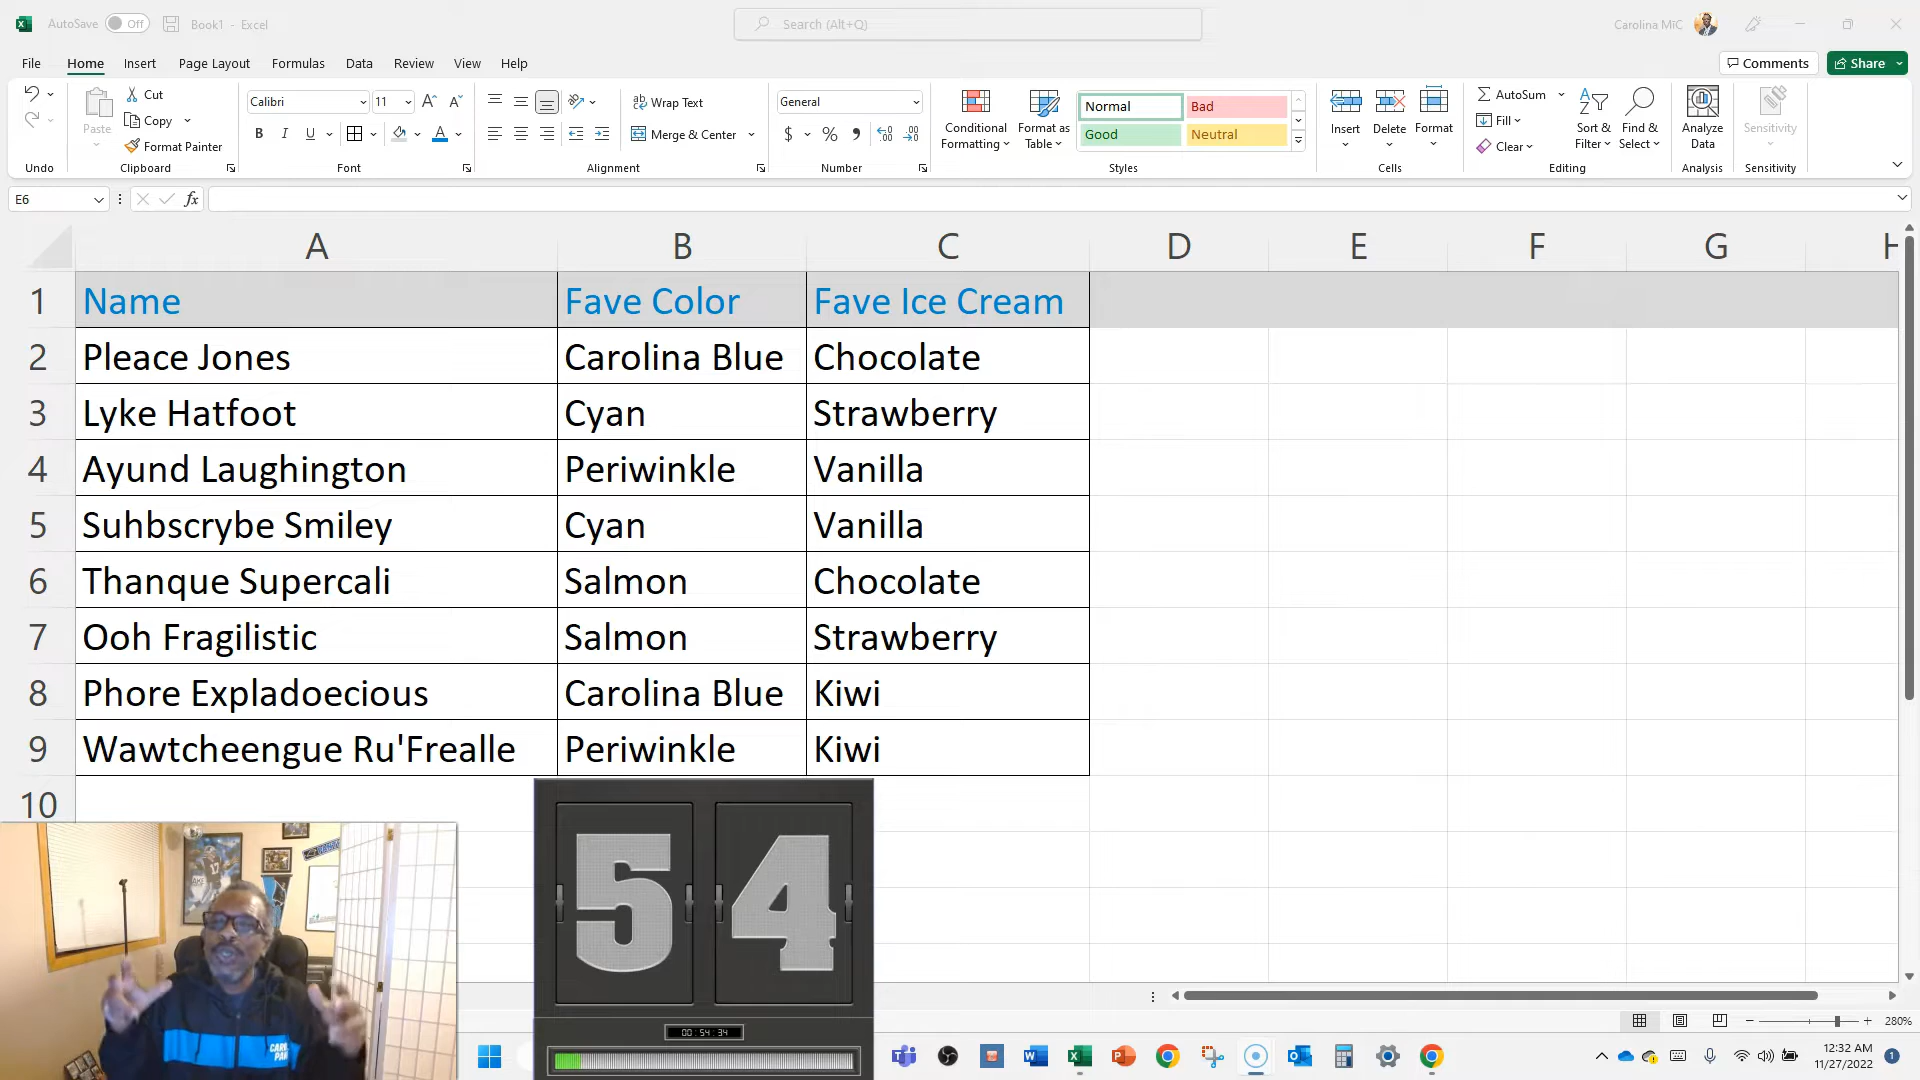 AutoSave Off Book1 - Excel Search (Alt+Q) Carolina MiC
File Home Insert Page Layout Formulas Data Review View Help Comments Share
Cut Calibri 11 Wrap Text General Normal Bad AutoSum
Paste Copy Merge & Center $ % Conditional Formatting Format as Table Good Neutral Insert Delete Format Fill Sort & Filter Find & Select Analyze Data Sensitivity
Format Painter B I U Clear
Undo Clipboard Font Alignment Number Styles Cells Editing Analysis Sensitivity
E6 fx
A B C D E F G H
1 Name Fave Color Fave Ice Cream
2 Pleace Jones Carolina Blue Chocolate
3 Lyke Hatfoot Cyan Strawberry
4 Ayund Laughington Periwinkle Vanilla
5 Suhbscrybe Smiley Cyan Vanilla
6 Thanque Supercali Salmon Chocolate
7 Ooh Fragilistic Salmon Strawberry
8 Phore Expladoecious Carolina Blue Kiwi
9 Wawtcheengue Ru'Frealle Periwinkle Kiwi
10
54
00:54:34
280%
12:32 AM
11/27/2022
1